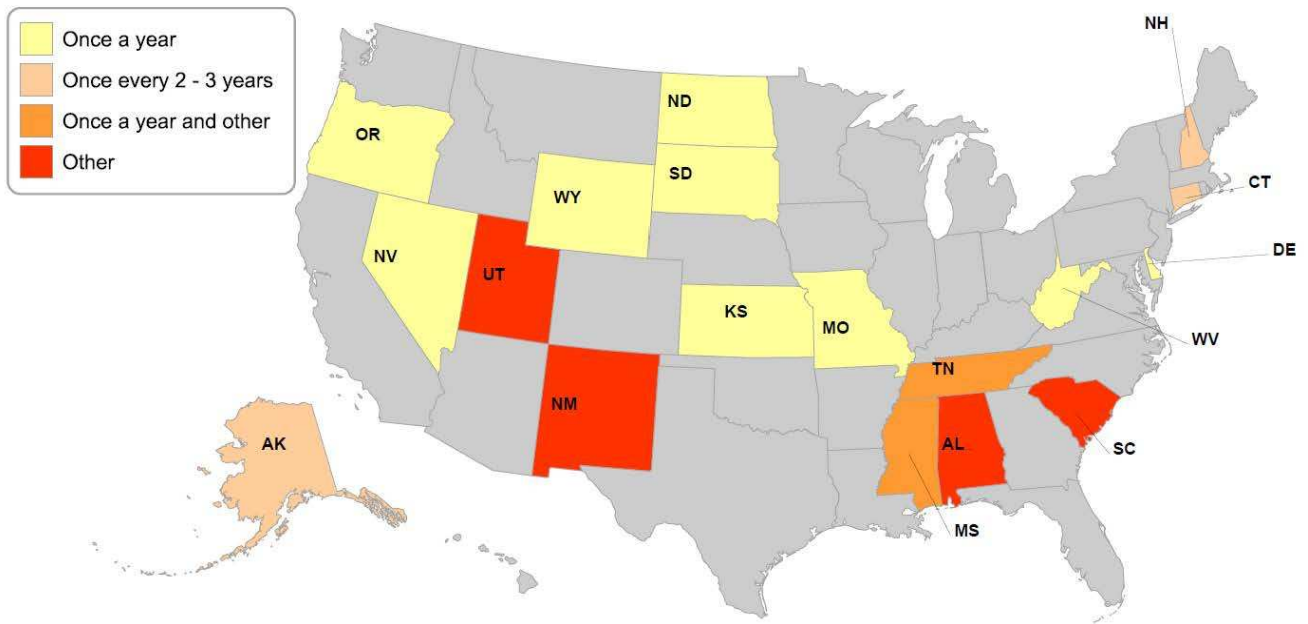 Once a year
Once every 2 - 3 years
Once a year and other
Other
NH
ND
OR
SD
CT
WY
DE
NV
UT
KS
MO
WV
TN
NM
AK
AL
SC
MS